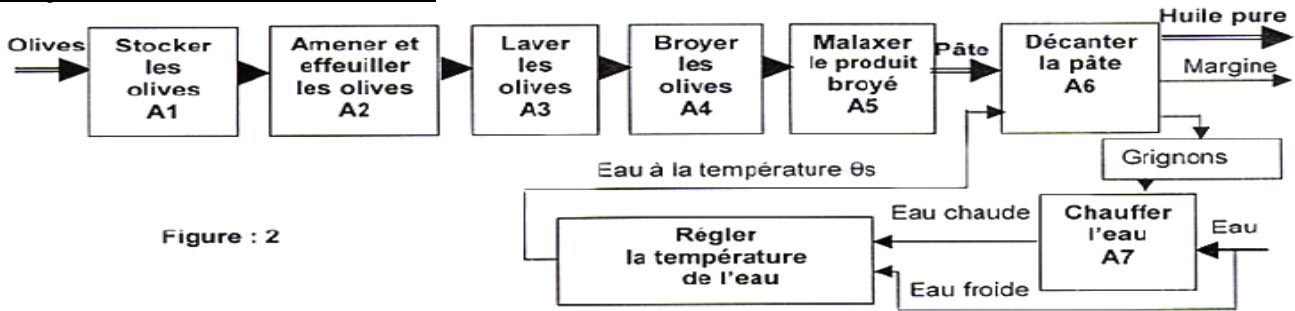 Huile pure
Olives
Stocker
les
olives
A1
Amener et
effeuiller
les olives
A2
Laver
les
olives
A3
Broyer
les
olives
A4
Malaxer
le produit
broyé
A5
Pâte
Décanter
la pâte
A6
Margine
Grignons
Eau à la température θs
Figure : 2
Régler
la température
de l'eau
Eau chaude
Eau froide
Chauffer
l'eau
A7
Eau